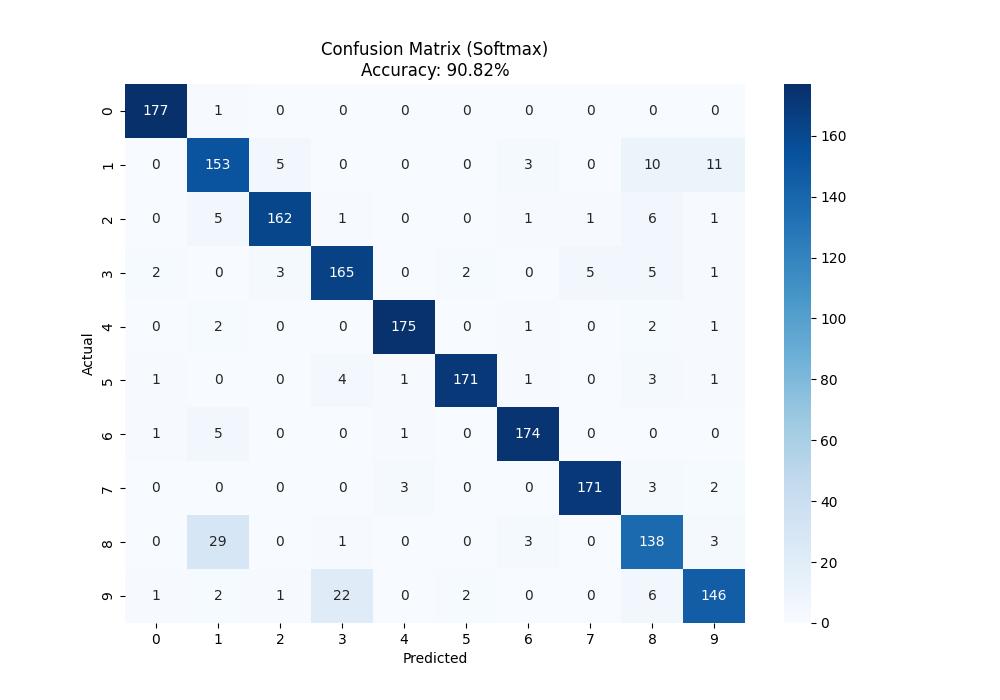 Confusion Matrix (Softmax)
Accuracy: 90.82%
0 177 1 0 0 0 0 0 0 0 0
1 0 153 5 0 0 0 3 0 10 11
2 0 5 162 1 0 0 1 1 6 1
3 2 0 3 165 0 2 0 5 5 1
4 0 2 0 0 175 0 1 0 2 1
5 1 0 0 4 1 171 1 0 3 1
6 1 5 0 0 1 0 174 0 0 0
7 0 0 0 0 3 0 0 171 3 2
8 0 29 0 1 0 0 3 0 138 3
9 1 2 1 22 0 2 0 0 6 146
0 1 2 3 4 5 6 7 8 9
Predicted
Actual
160
140
120
100
80
60
40
20
0